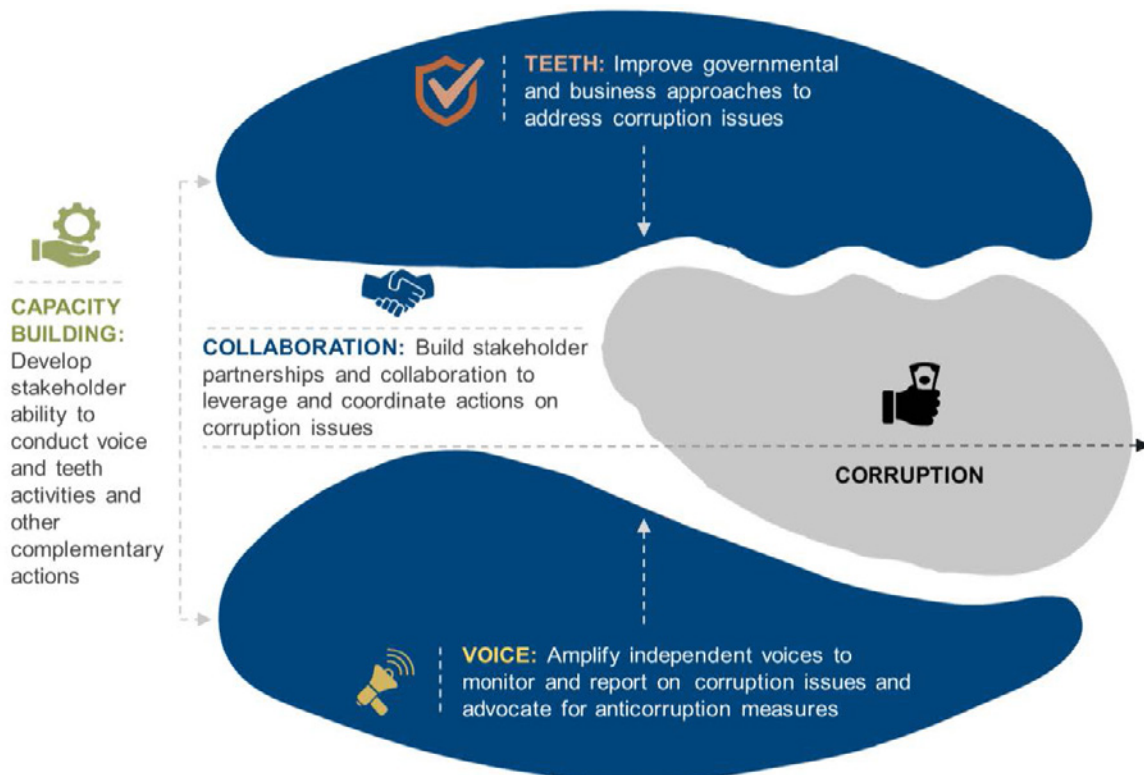 TEETH: Improve governmental
and business approaches to
address corruption issues
CAPACITY
BUILDING:
Develop
stakeholder
ability to
conduct voice
and teeth
activities and
other
complementary
actions
COLLABORATION: Build stakeholder
partnerships and collaboration to
leverage and coordinate actions on
corruption issues
CORRUPTION
VOICE: Amplify independent voices to
monitor and report on corruption issues and
advocate for anticorruption measures